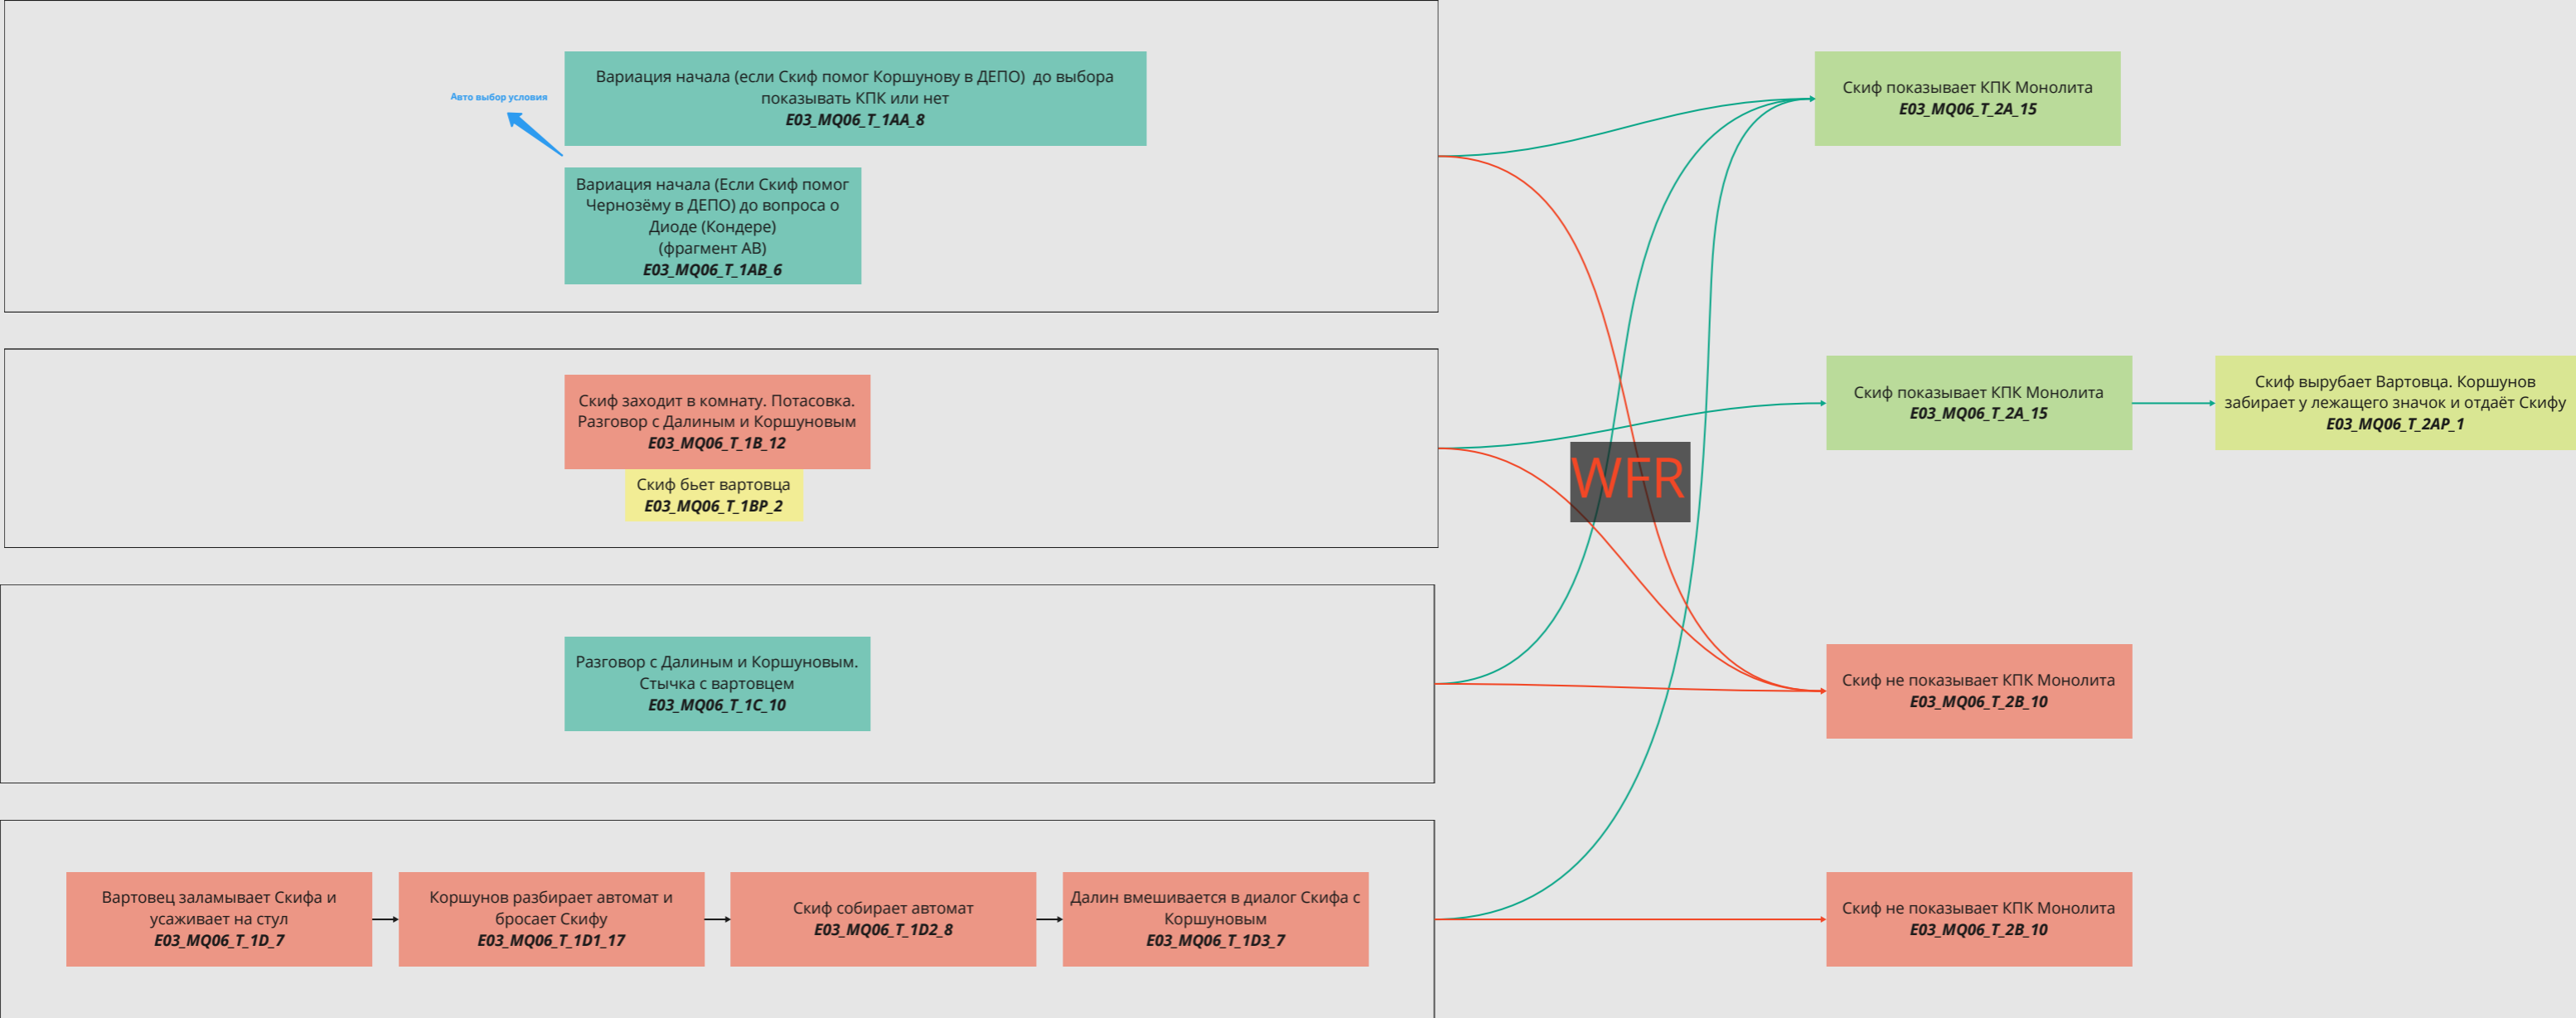 Вариация начала (если Скиф помог Коршунову в ДЕПО) до выбора
показывать КПК или нет
E03_MQ06_T_1AA_8
Авто выбор условия
Вариация начала (Если Скиф помог
Чернозёму в ДЕПО) до вопроса о
Диоде (Кондере)
(фрагмент АВ)
E03_MQ06_T_1AB_6
Скиф показывает КПК Монолита
E03_MQ06_T_2A_15
Скиф заходит в комнату. Потасовка.
Разговор с Далиным и Коршуновым
E03_MQ06_T_1B_12
Скиф бьет вартовца
E03_MQ06_T_1BP_2
WFR
Скиф показывает КПК Монолита
E03_MQ06_T_2A_15
Скиф вырубает Вартовца. Коршунов
забирает у лежащего значок и отдаёт Скифу
E03_MQ06_T_2AP_1
Разговор с Далиным и Коршуновым.
Стычка с вартовцем
E03_MQ06_T_1C_10
Скиф не показывает КПК Монолита
E03_MQ06_T_2B_10
Вартовец заламывает Скифа и
усаживает на стул
E03_MQ06_T_1D_7
Коршунов разбирает автомат и
бросает Скифу
E03_MQ06_T_1D1_17
Скиф собирает автомат
E03_MQ06_T_1D2_8
Далин вмешивается в диалог Скифа с
Коршуновым
E03_MQ06_T_1D3_7
Скиф не показывает КПК Монолита
E03_MQ06_T_2B_10